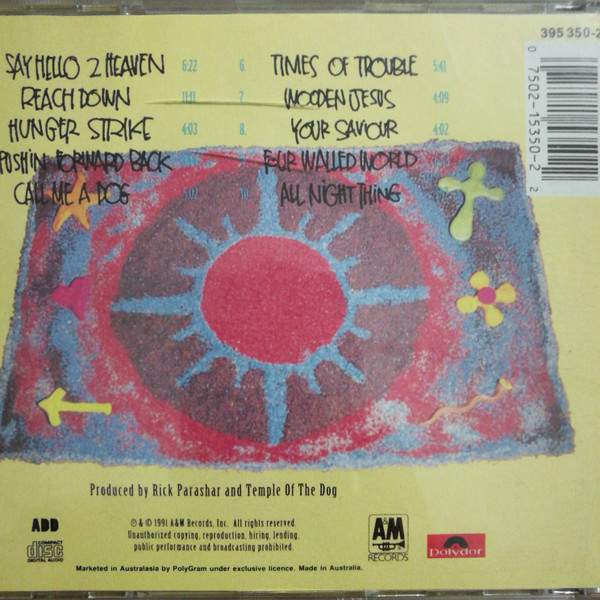 395 350-2
SAY HELLO 2 HEAVEN 6:22 6. TIMES OF TROUBLE 5:41
REACH DOWN 11:11 7. WOODEN JESUS 4:09
HUNGER STRIKE 4:03 8. YOUR SAVIOUR 4:02
PUSHIN FORWARD BACK FOUR WALLED WORLD
CALL ME A DOG 5:02 10. ALL NIGHT THING
0 7502-15350-2 2
Produced by Rick Parashar and Temple Of The Dog
ADD
COMPACT
disc
DIGITAL AUDIO
℗ & © 1991 A&M Records, Inc. All rights reserved.
Unauthorized copying, reproduction, hiring, lending,
public performance and broadcasting prohibited.
A&M
RECORDS
Polydor
Marketed in Australasia by PolyGram under exclusive licence. Made in Australia.